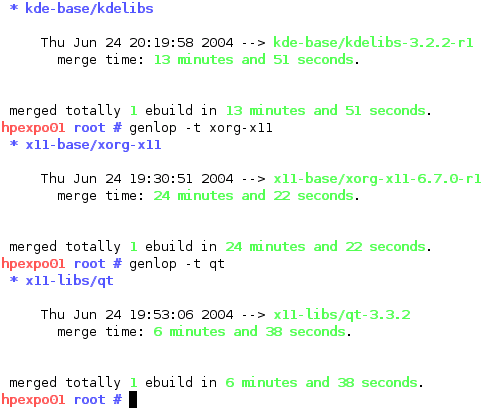 * kde-base/kdelibs
Thu Jun 24 20:19:58 2004 --> kde-base/kdelibs-3.2.2-r1
merge time: 13 minutes and 51 seconds.
merged totally 1 ebuild in 13 minutes and 51 seconds.
hpexpo01 root # genlop -t xorg-x11
* x11-base/xorg-x11
Thu Jun 24 19:30:51 2004 --> x11-base/xorg-x11-6.7.0-r1
merge time: 24 minutes and 22 seconds.
merged totally 1 ebuild in 24 minutes and 22 seconds.
hpexpo01 root # genlop -t qt
* x11-libs/qt
Thu Jun 24 19:53:06 2004 --> x11-libs/qt-3.3.2
merge time: 6 minutes and 38 seconds.
merged totally 1 ebuild in 6 minutes and 38 seconds.
hpexpo01 root #